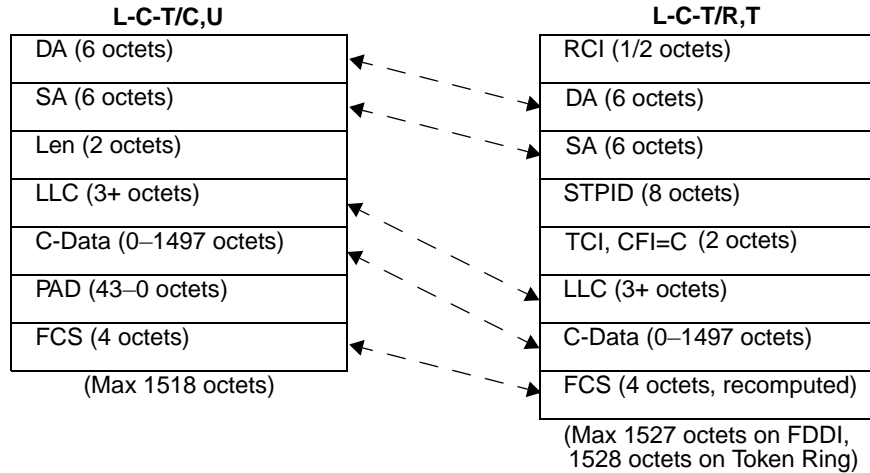 L-C-T/C,U
DA (6 octets)
SA (6 octets)
Len (2 octets)
LLC (3+ octets)
C-Data (0–1497 octets)
PAD (43–0 octets)
FCS (4 octets)
(Max 1518 octets)
L-C-T/R,T
RCI (1/2 octets)
DA (6 octets)
SA (6 octets)
STPID (8 octets)
TCI, CFI=C (2 octets)
LLC (3+ octets)
C-Data (0–1497 octets)
FCS (4 octets, recomputed)
(Max 1527 octets on FDDI,
1528 octets on Token Ring)